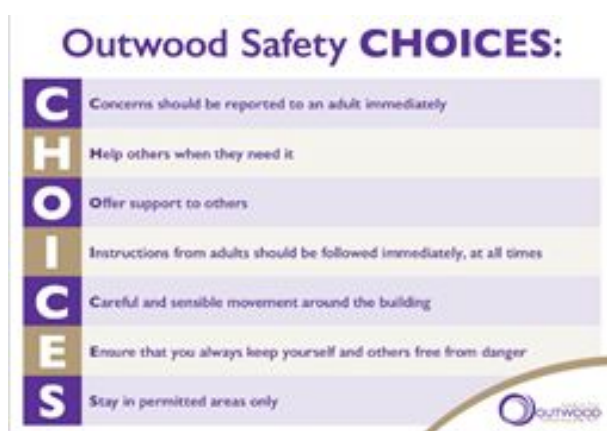 Outwood Safety CHOICES:
C Concerns should be reported to an adult immediately
H Help others when they need it
O Offer support to others
I Instructions from adults should be followed immediately, at all times
C Careful and sensible movement around the building
E Ensure that you always keep yourself and others free from danger
S Stay in permitted areas only
OUTWOOD